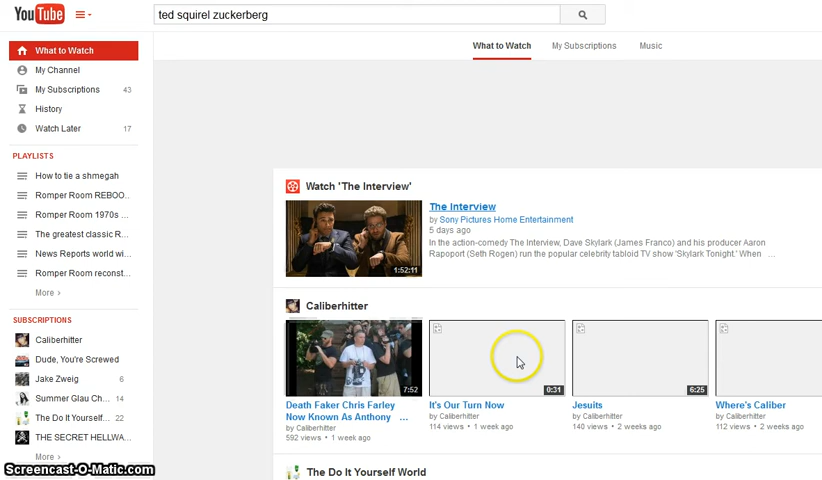 YouTube
ted squirel zuckerberg
What to Watch
My Subscriptions
Music
What to Watch
My Channel
My Subscriptions 43
History
Watch Later 17
PLAYLISTS
How to tie a shmegah
Romper Room REBOO..
Romper Room 1970s ...
The greatest classic R...
News Reports world wi...
Romper Room reconst...
More ›
SUBSCRIPTIONS
Caliberhitter
Dude, You're Screwed
Jake Zweig 6
Summer Glau Ch... 14
The Do It Yourself... 22
THE SECRET HELLWA...
More ›
Watch 'The Interview'
1:52:11
The Interview
by Sony Pictures Home Entertainment
5 days ago
In the action-comedy The Interview, Dave Skylark (James Franco) and his producer Aaron
Rapoport (Seth Rogen) run the popular celebrity tabloid TV show 'Skylark Tonight.' When ...
Caliberhitter
7:52
Death Faker Chris Farley
Now Known As Anthony ...
by Caliberhitter
592 views • 1 week ago
0:31
It's Our Turn Now
by Caliberhitter
114 views • 1 week ago
6:25
Jesuits
by Caliberhitter
140 views • 2 weeks ago
Where's Caliber
by Caliberhitter
112 views • 2 weeks ago
The Do It Yourself World
Screencast-O-Matic.com